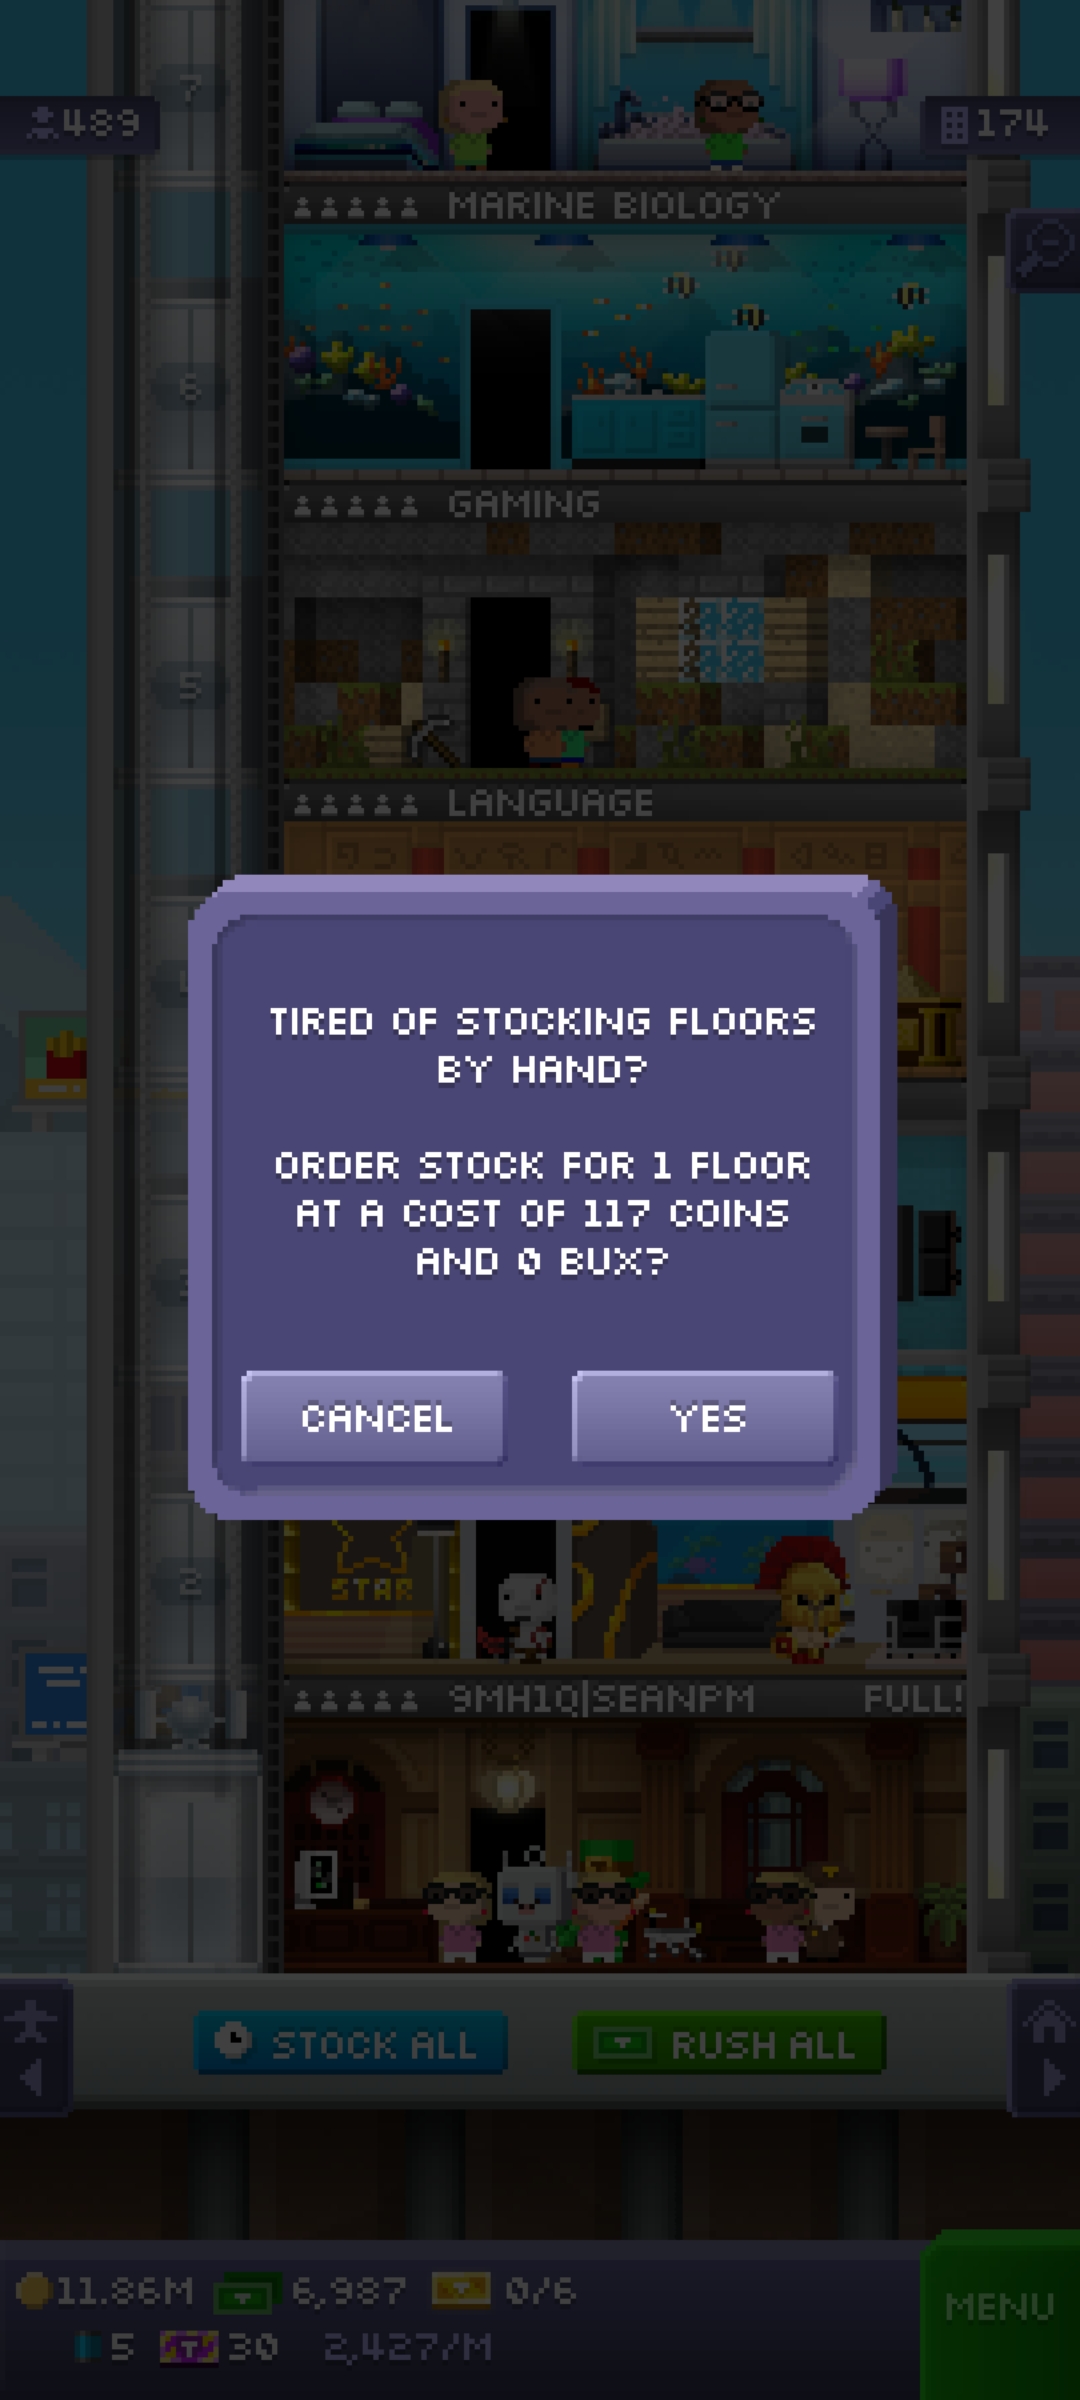 7
489
174
MARINE BIOLOGY
6
GAMING
5
LANGUAGE
TIRED OF STOCKING FLOORS
BY HAND?
ORDER STOCK FOR 1 FLOOR
AT A COST OF 117 COINS
AND 0 BUX?
CANCEL
YES
2
STAR
9MH1Q|SEANPM
FULL!
STOCK ALL
RUSH ALL
11.86M
6,987
0/6
MENU
5
30
2,427/M